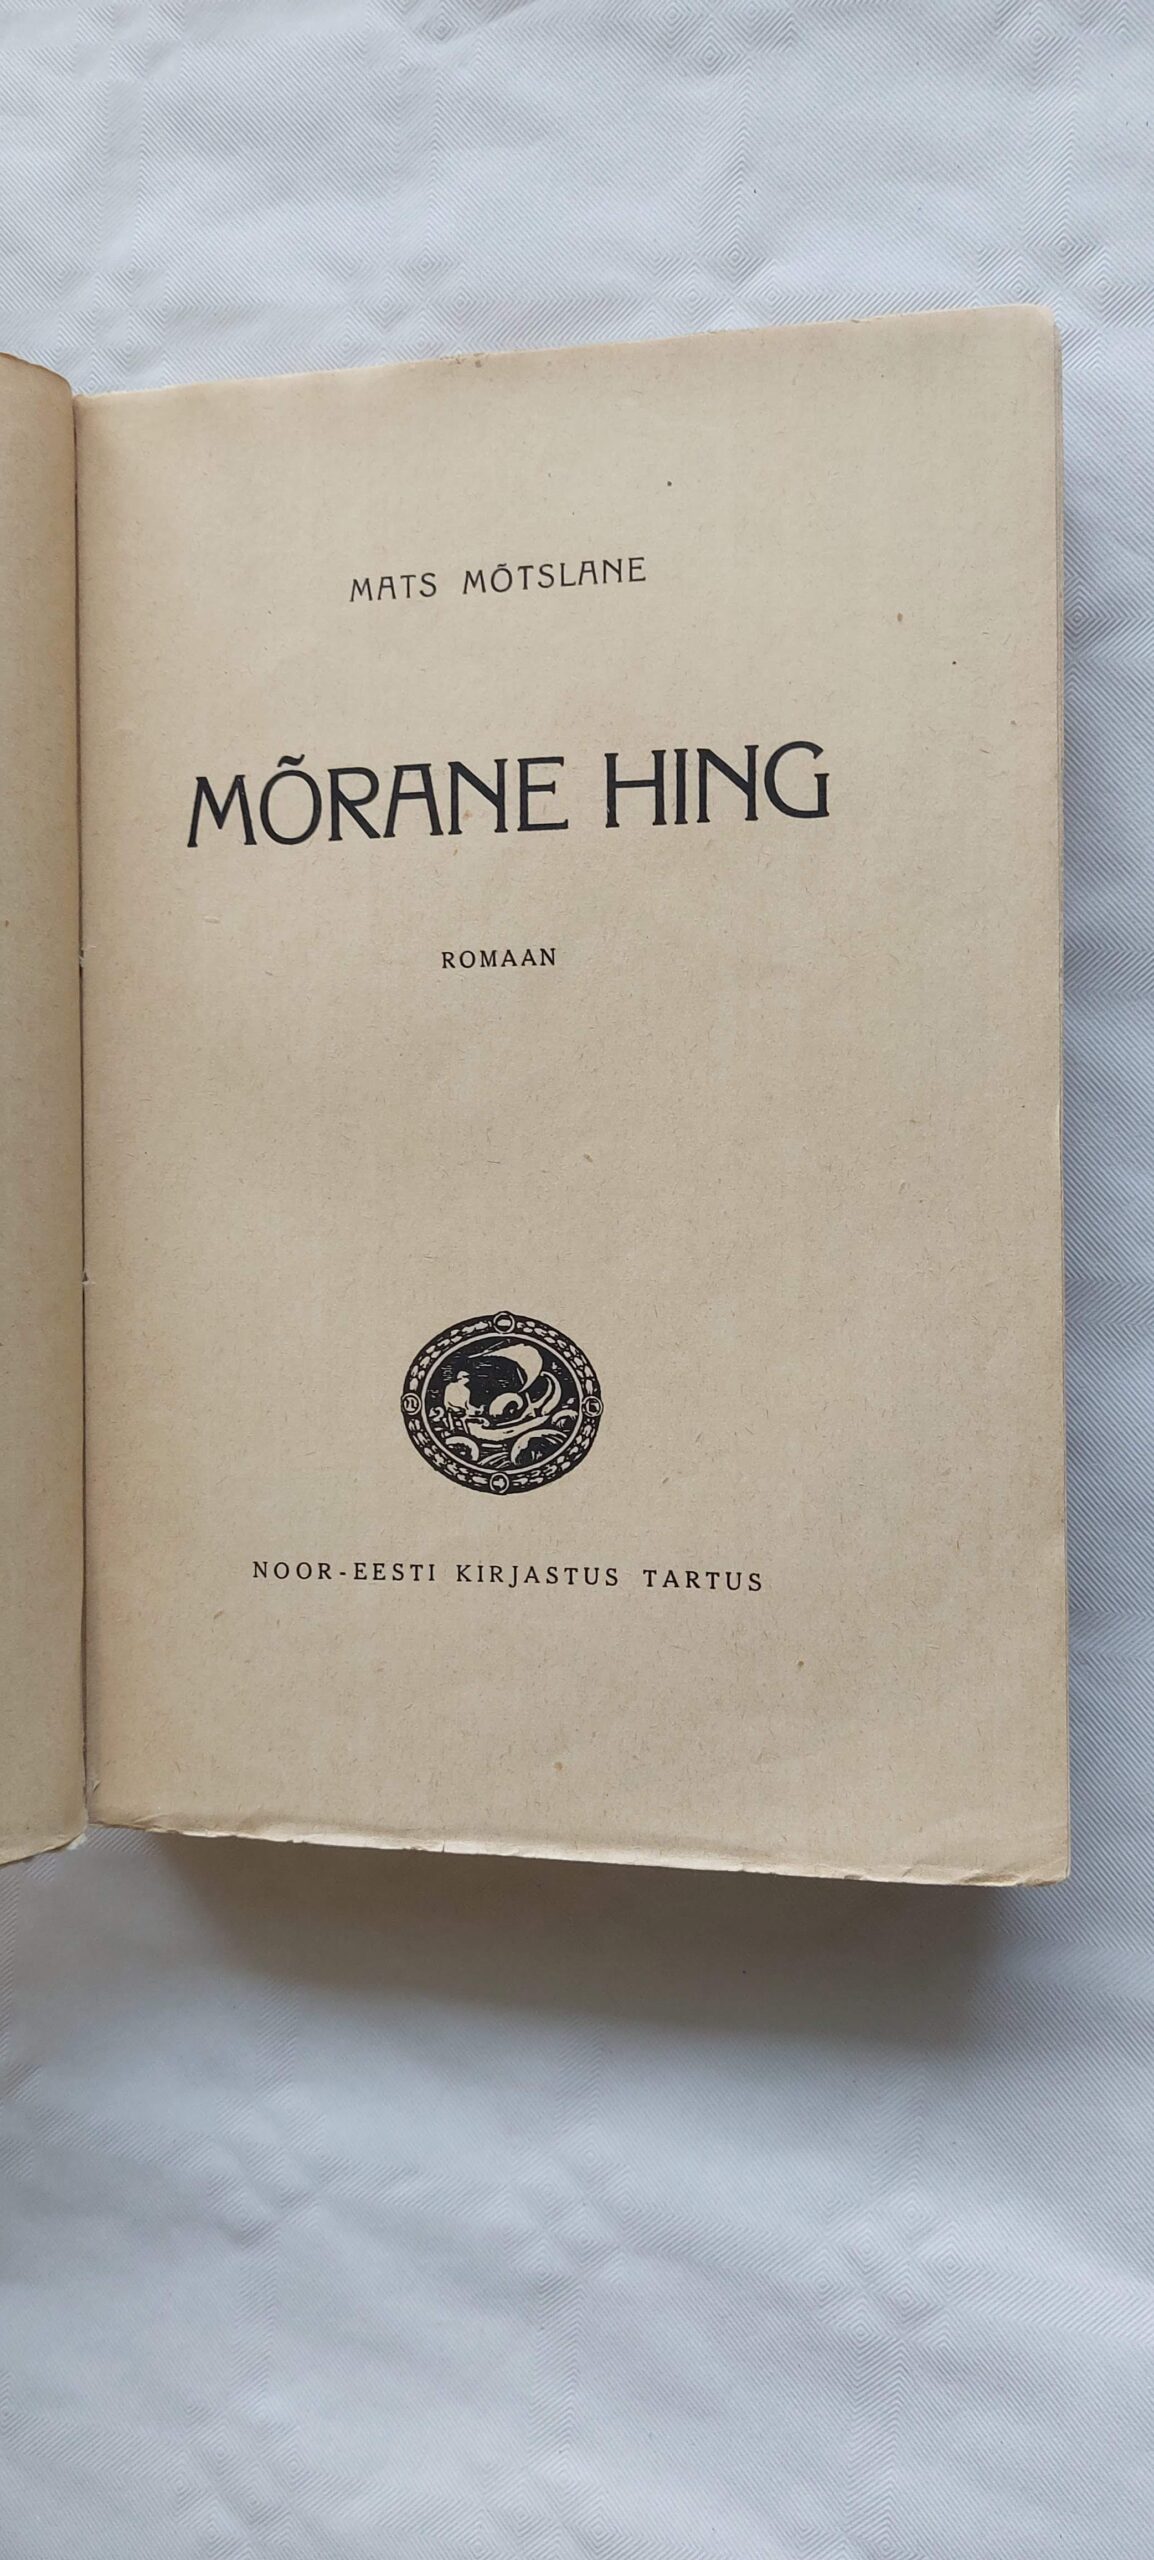 MATS MÕTSLANE
MÕRANE HING
ROMAAN
NOOR-EESTI KIRJASTUS TARTUS